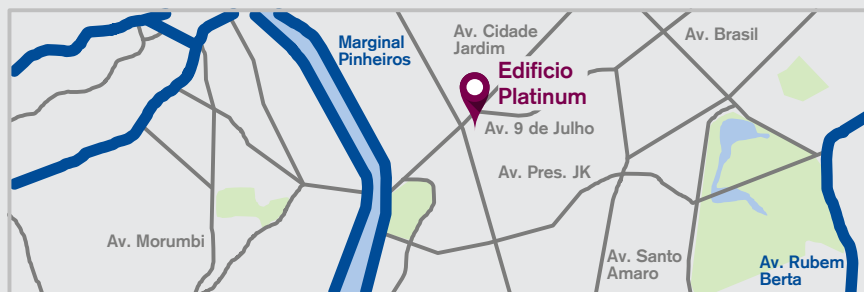 Marginal
Pinheiros
Av. Cidade
Jardim
Av. Brasil
Edificio
Platinum
Av. 9 de Julho
Av. Pres. JK
Av. Morumbi
Av. Santo
Amaro
Av. Rubem
Berta